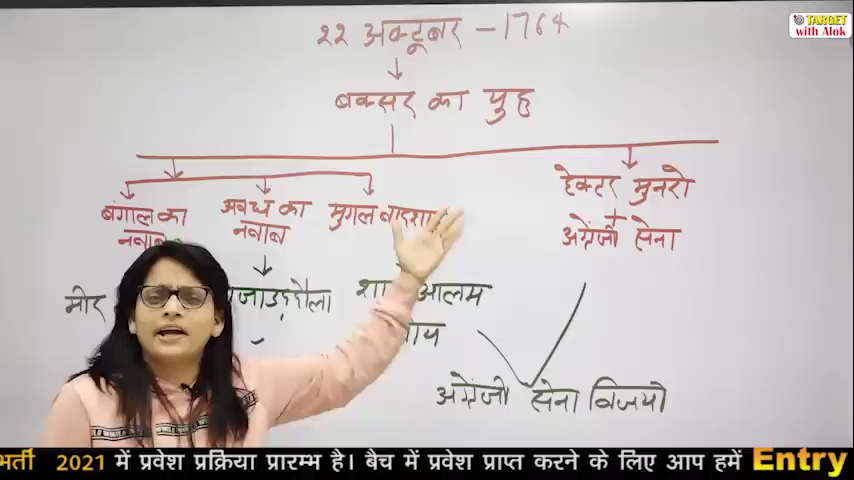 TARGET
with Alok
२२ अक्टूबर - 1764
बक्सर का युद्ध
हेक्टर मुनरो
बंगाल का अवध का मुगल बादशा
नवाब नवाब
अंग्रेजी सेना
मीर जाउद्दौला शा आलम
तीय
अंग्रेजी सेना विजयी
भर्ती 2021 में प्रवेश प्रक्रिया प्रारम्भ है। बैच में प्रवेश प्राप्त करने के लिए आप हमें Entry